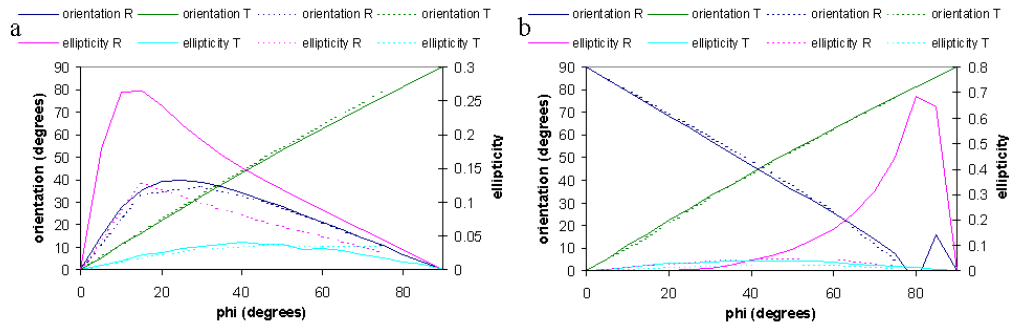 orientation R orientation T orientation R orientation T
ellipticity R ellipticity T ellipticity R ellipticity T
a
90
80
70
60
50
40
30
20
10
0
orientation (degrees)
0.3
0.25
0.2
0.15
0.1
0.05
0
ellipticity
0 20 40 60 80
phi (degrees)
orientation R orientation T orientation R orientation T
ellipticity R ellipticity T ellipticity R ellipticity T
b
90
80
70
60
50
40
30
20
10
0
orientation (degrees)
0.8
0.7
0.6
0.5
0.4
0.3
0.2
0.1
0
ellipticity
0 20 40 60 80
phi (degrees)